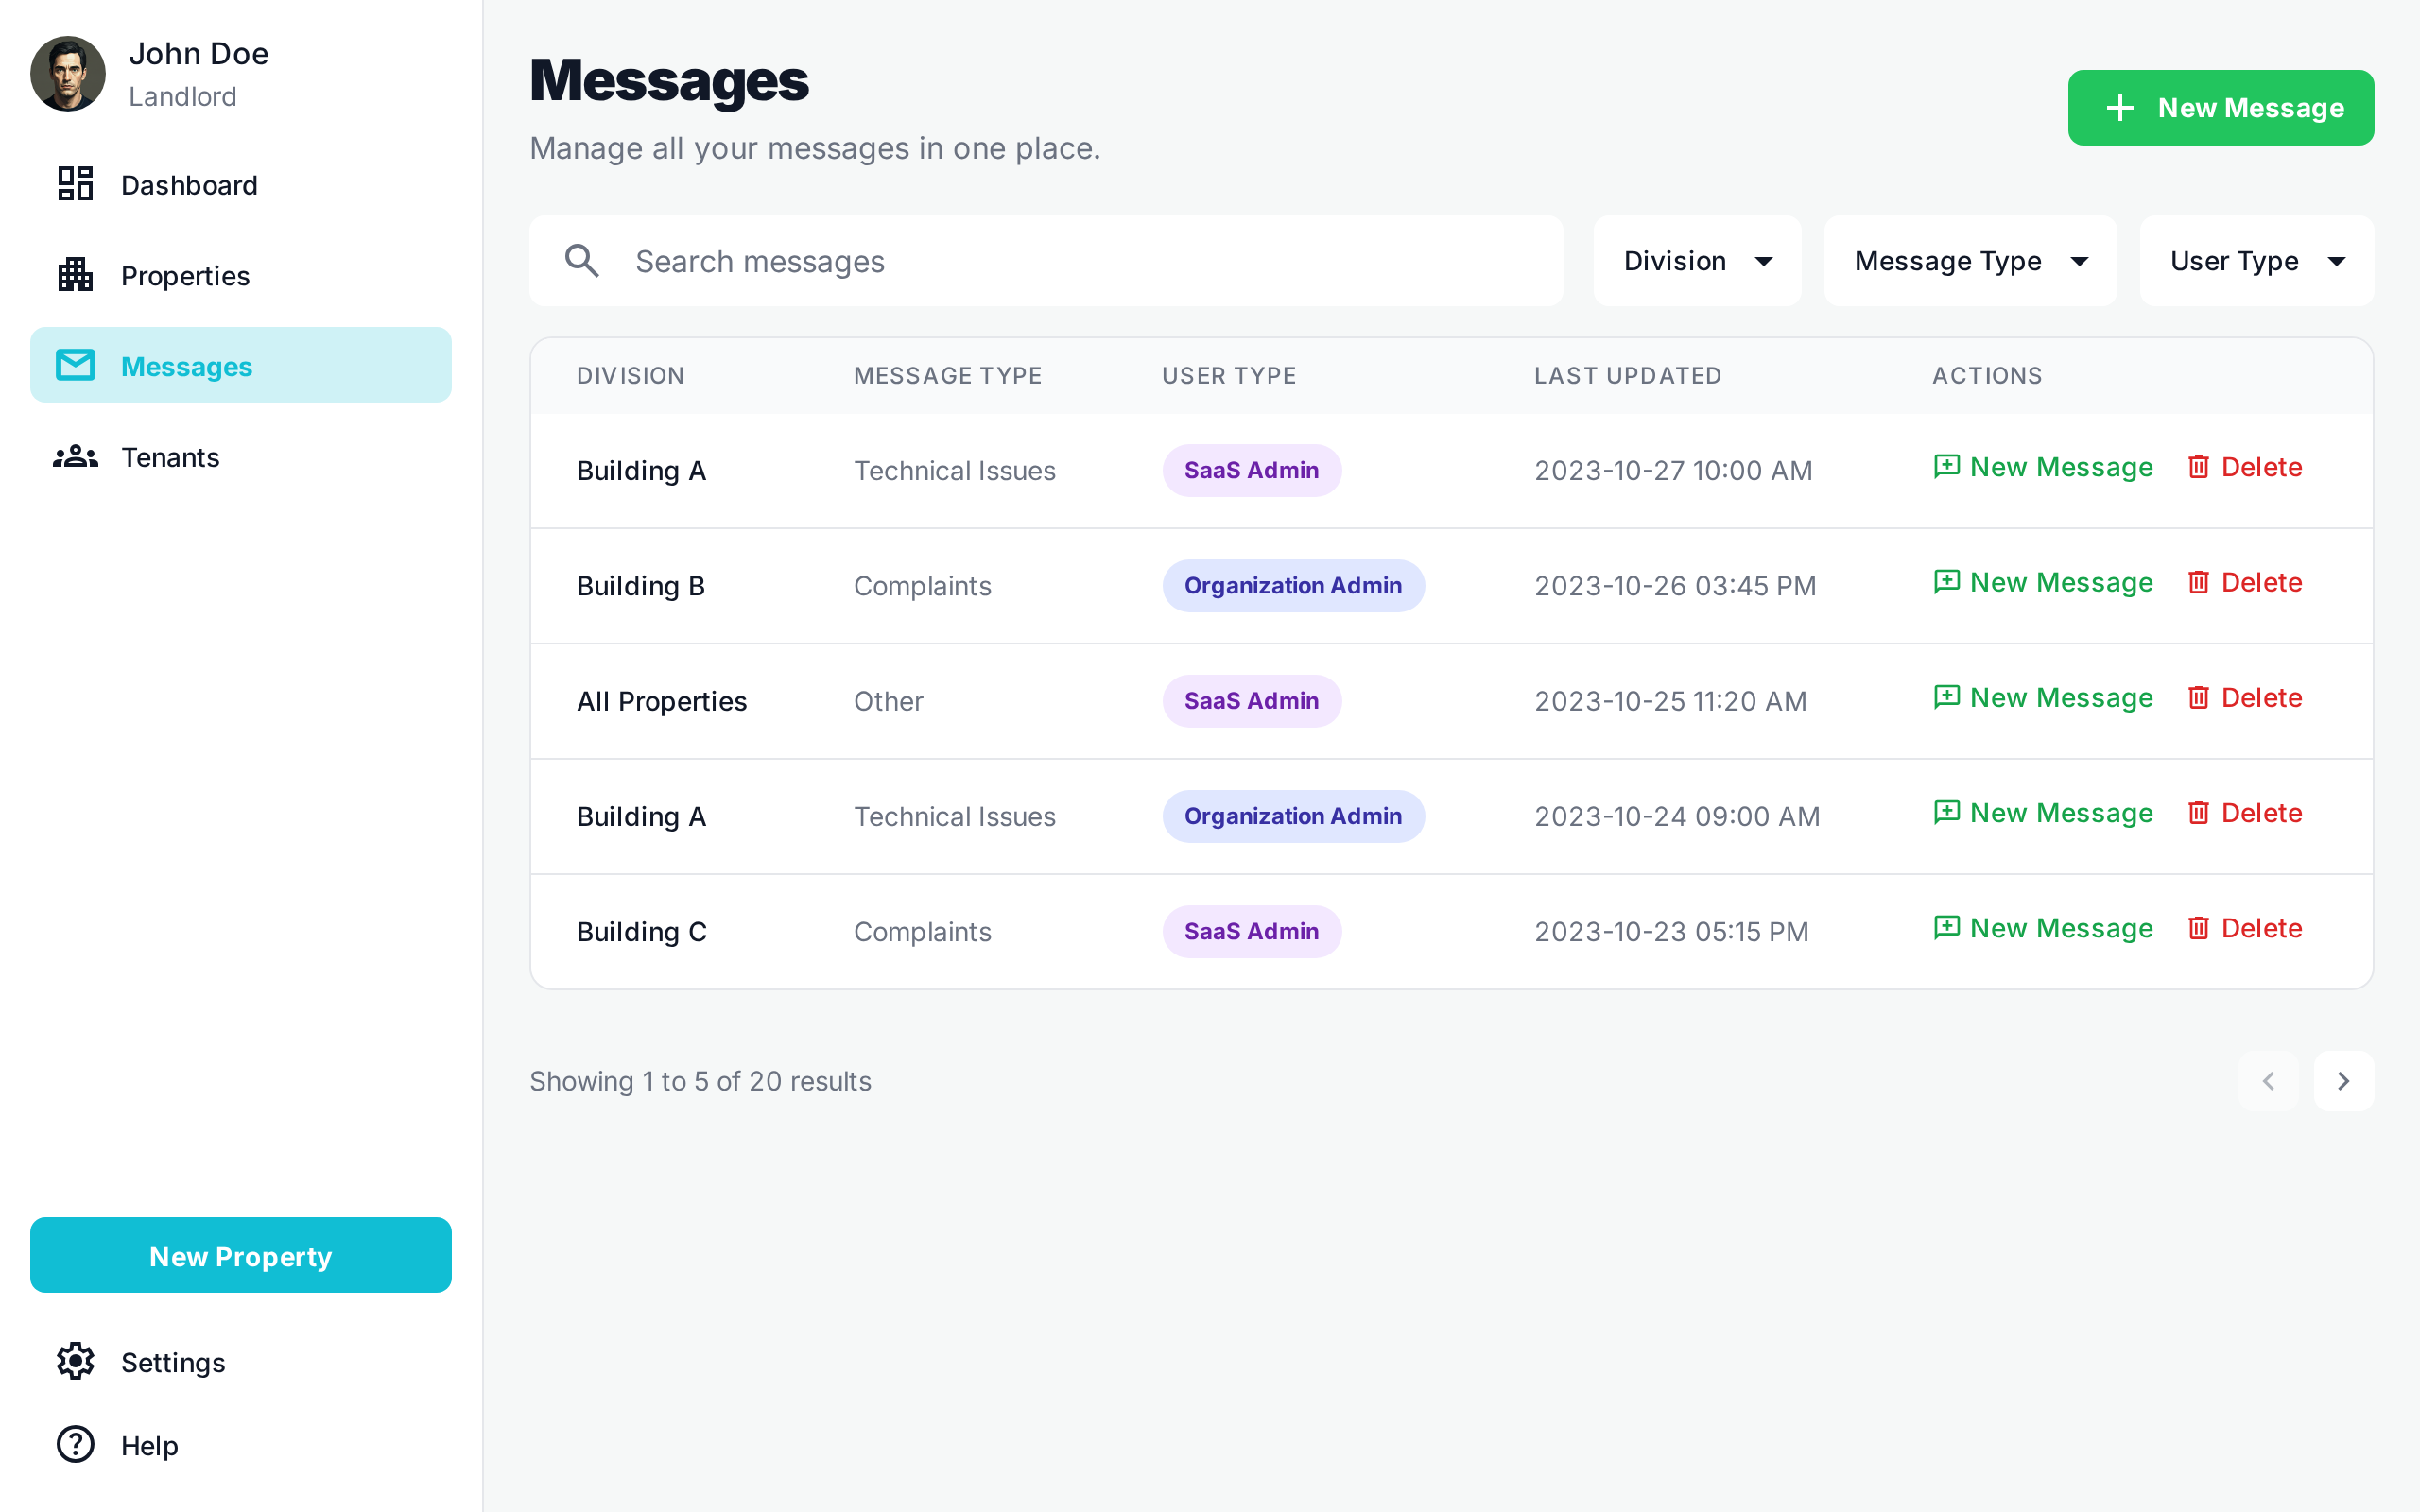 John Doe
Landlord
Dashboard
Properties
Messages
Tenants
New Property
Settings
Help
Messages
Manage all your messages in one place.
New Message
Search messages
Division
Message Type
User Type
DIVISION MESSAGE TYPE USER TYPE LAST UPDATED ACTIONS
Building A Technical Issues SaaS Admin 2023-10-27 10:00 AM New Message Delete
Building B Complaints Organization Admin 2023-10-26 03:45 PM New Message Delete
All Properties Other SaaS Admin 2023-10-25 11:20 AM New Message Delete
Building A Technical Issues Organization Admin 2023-10-24 09:00 AM New Message Delete
Building C Complaints SaaS Admin 2023-10-23 05:15 PM New Message Delete
Showing 1 to 5 of 20 results